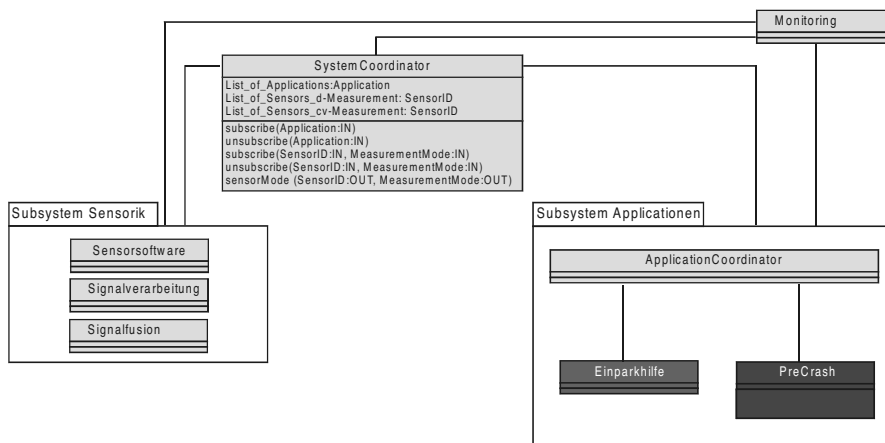 Monitoring
SystemCoordinator
List_of_Applications:Application
List_of_Sensors_d-Measurement: SensorID
List_of_Sensors_cv-Measurement: SensorID
subscribe(Application:IN)
unsubscribe(Application:IN)
subscribe(SensorID:IN, MeasurementMode:IN)
unsubscribe(SensorID:IN, MeasurementMode:IN)
sensorMode (SensorID:OUT, MeasurementMode:OUT)
Subsystem Sensorik
Sensorsoftware
Signalverarbeitung
Signalfusion
Subsystem Applicationen
ApplicationCoordinator
Einparkhilfe
PreCrash